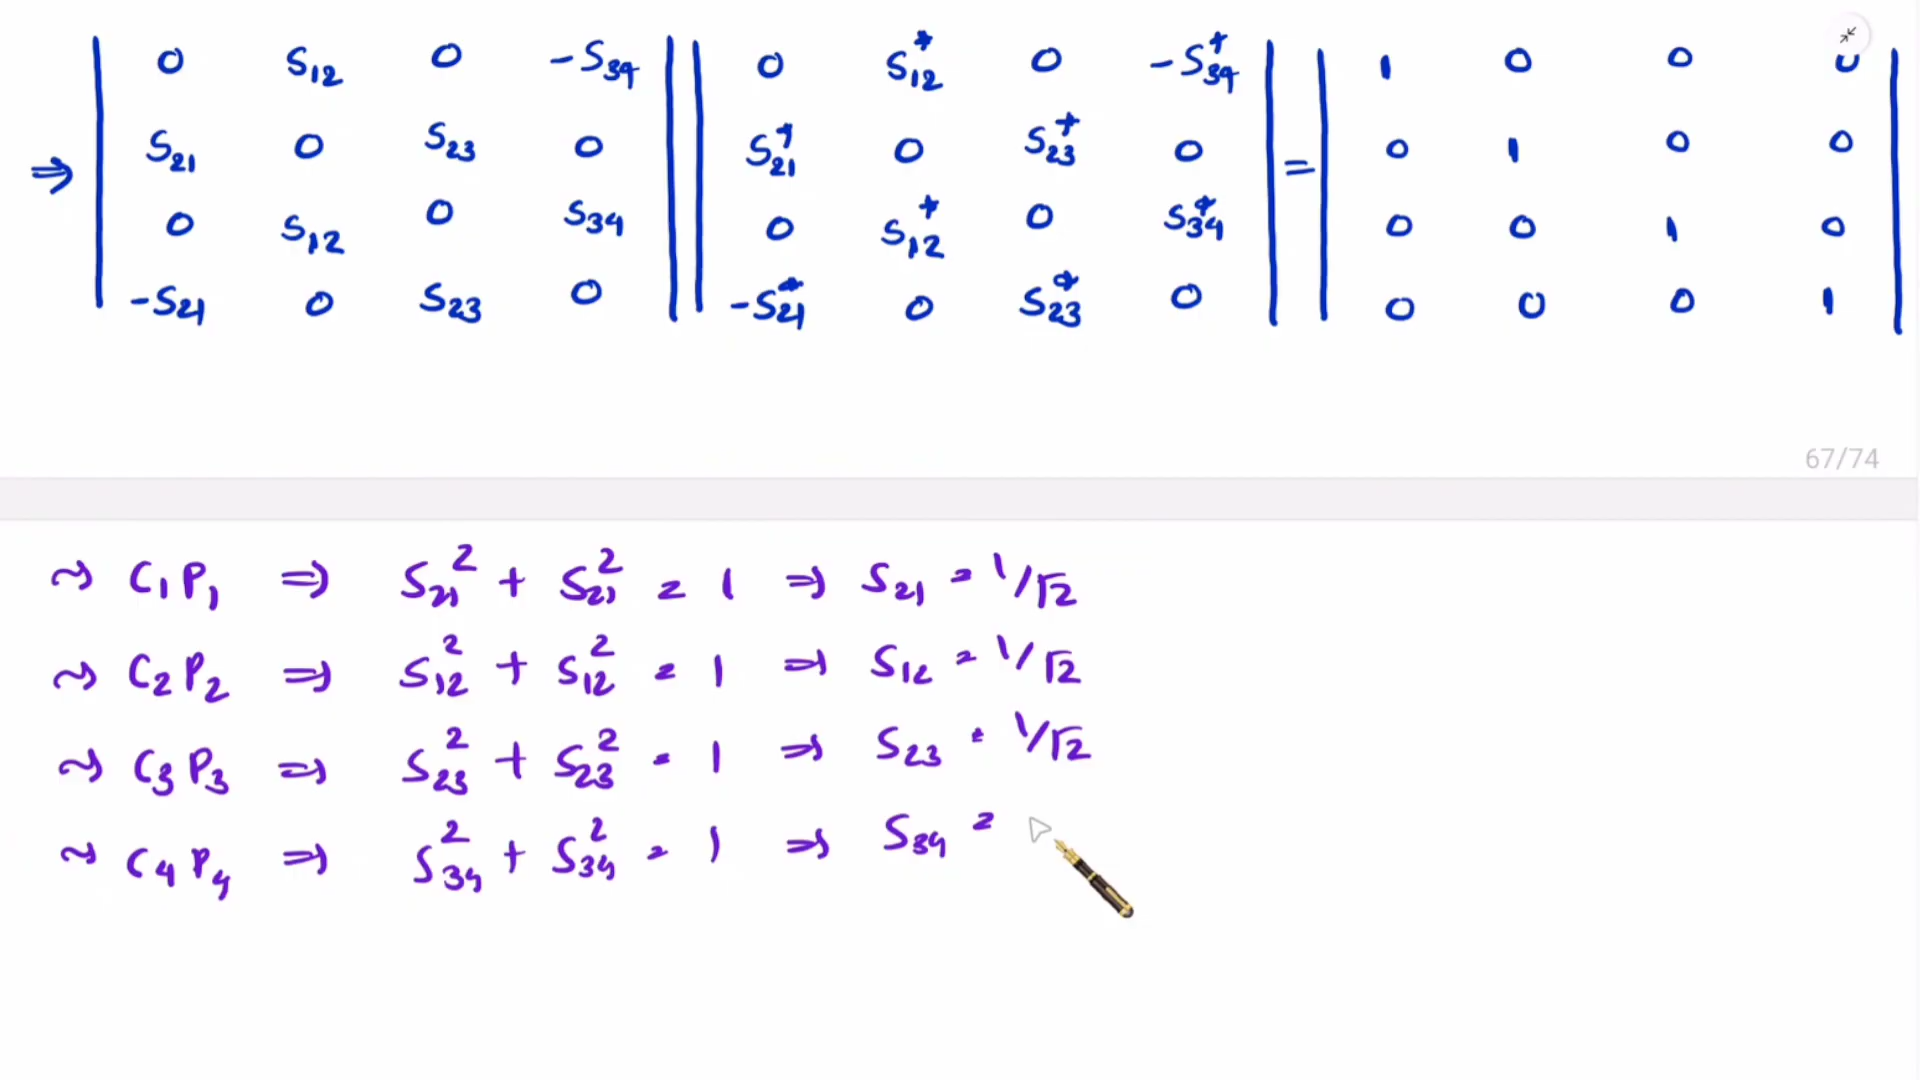 0 S12 0 -S34 0 S12* 0 -S34* 1 0 0 0
⇒ S21 0 S23 0 S21* 0 S23* 0 = 0 1 0 0
0 S12 0 S34 0 S12* 0 S34* 0 0 1 0
-S21 0 S23 0 -S21* 0 S23* 0 0 0 0 1
67/74
~> C1P1 ⇒ S21² + S21² = 1 ⇒ S21 = 1/√2
~> C2P2 ⇒ S12² + S12² = 1 ⇒ S12 = 1/√2
~> C3P3 ⇒ S23² + S23² = 1 ⇒ S23 = 1/√2
~> C4P4 ⇒ S34² + S34² = 1 ⇒ S34 =